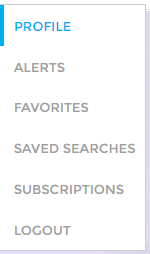 PROFILE
ALERTS
FAVORITES
SAVED SEARCHES
SUBSCRIPTIONS
LOGOUT